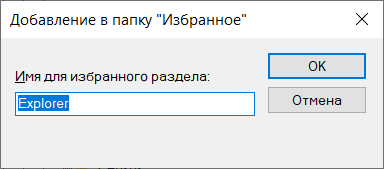 Добавление в папку "Избранное"
Имя для избранного раздела:
Explorer
OK
Отмена